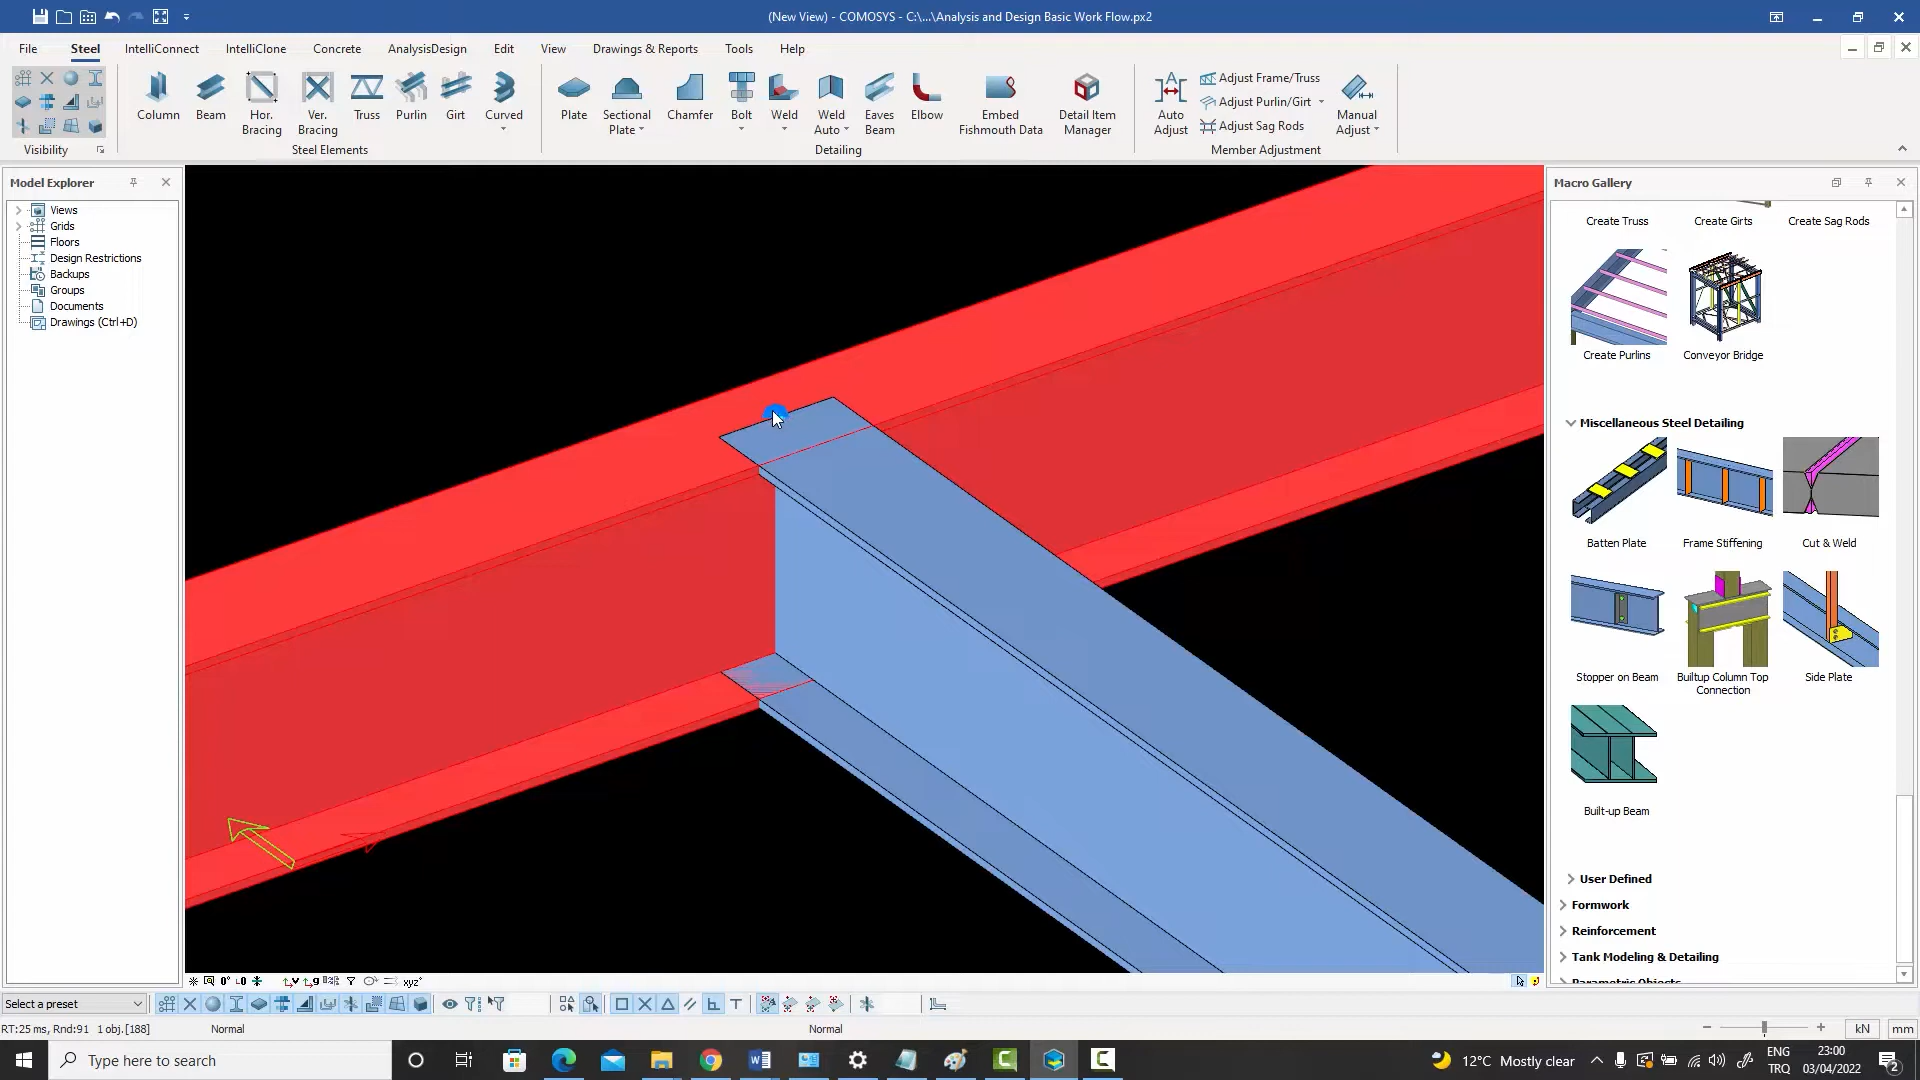 (New View) - COMOSYS - C:\...\Analysis and Design Basic Work Flow.px2
File Steel IntelliConnect IntelliClone Concrete AnalysisDesign Edit View Drawings & Reports Tools Help
Column Beam Hor. Bracing Ver. Bracing Truss Purlin Girt Curved
Plate Sectional Plate Chamfer Bolt Weld Weld Auto Eaves Beam Elbow Embed Fishmouth Data Detail Item Manager
Auto Adjust
Adjust Frame/Truss
Adjust Purlin/Girt
Adjust Sag Rods
Manual Adjust
Visibility Steel Elements Detailing Member Adjustment
Model Explorer
Views
Grids
Floors
Design Restrictions
Backups
Groups
Documents
Drawings (Ctrl+D)
Macro Gallery
Create Truss Create Girts Create Sag Rods
Create Purlins Conveyor Bridge
Miscellaneous Steel Detailing
Batten Plate Frame Stiffening Cut & Weld
Stopper on Beam Builtup Column Top Connection Side Plate
Built-up Beam
User Defined
Formwork
Reinforcement
Tank Modeling & Detailing
Parametric Objects
Select a preset
RT:25 ms, Rnd:91 1 obj.[188] Normal Normal kN mm
Type here to search
12°C Mostly clear
ENG
TRQ
23:00
03/04/2022
2